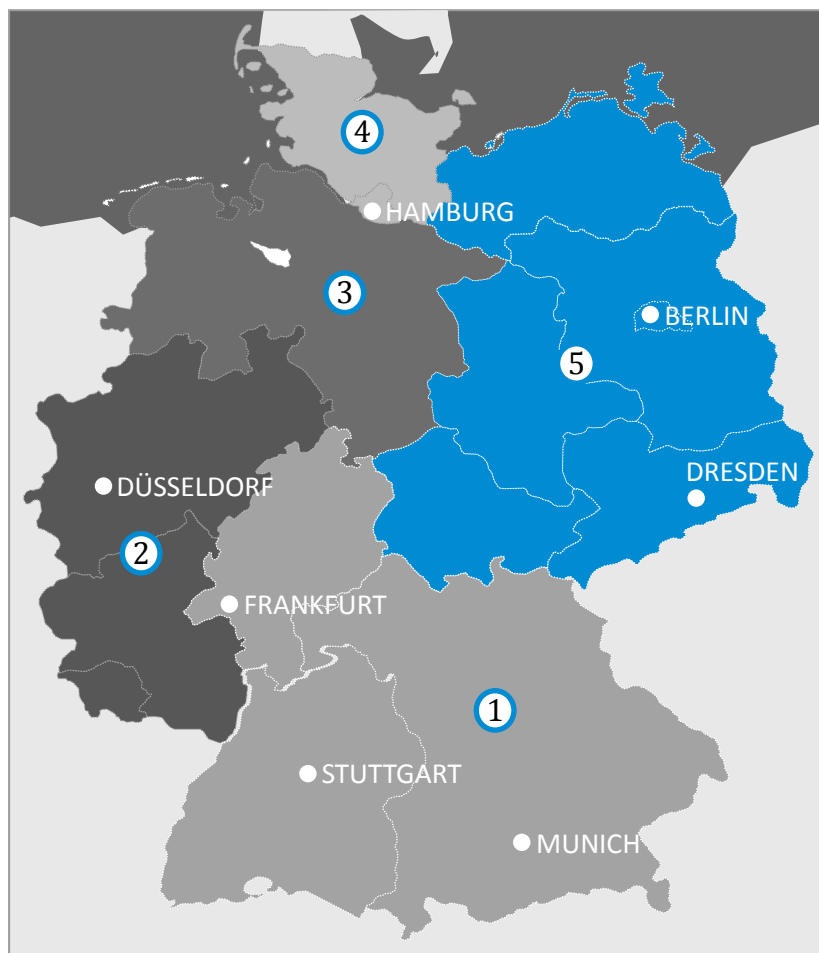 4
HAMBURG
3
BERLIN
5
DRESDEN
DÜSSELDORF
2
FRANKFURT
1
STUTTGART
MUNICH